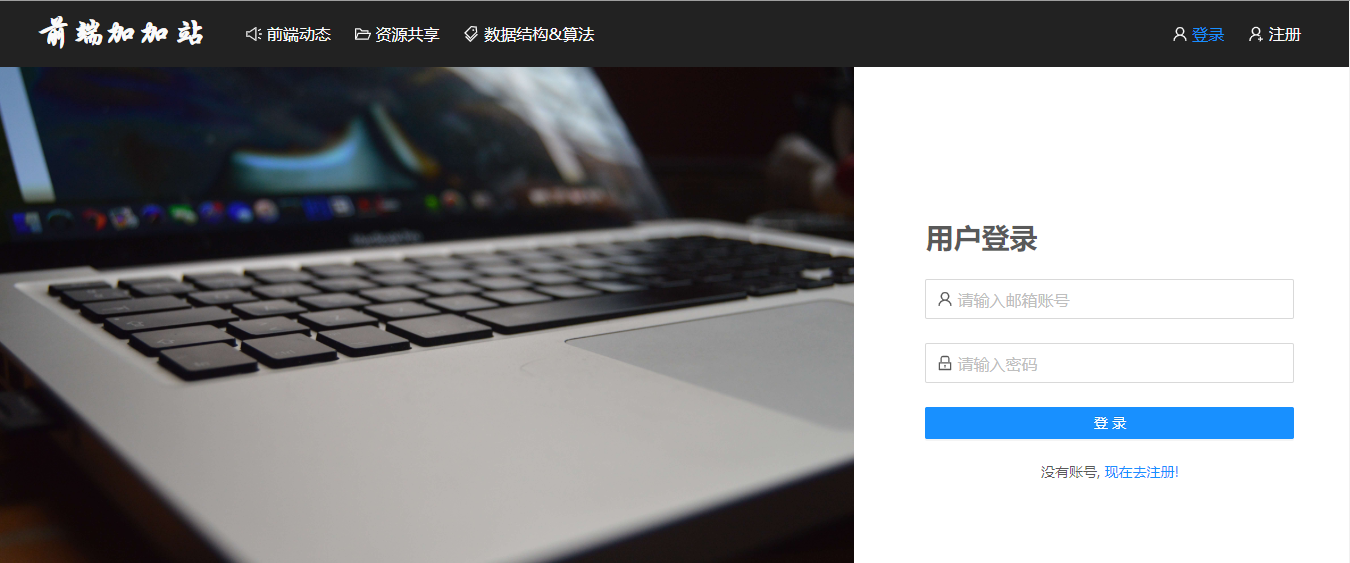 前端加加站 前端动态 资源共享 数据结构&算法 登录 注册
MacBook Pro
用户登录
请输入邮箱账号
请输入密码
登 录
没有账号, 现在去注册!